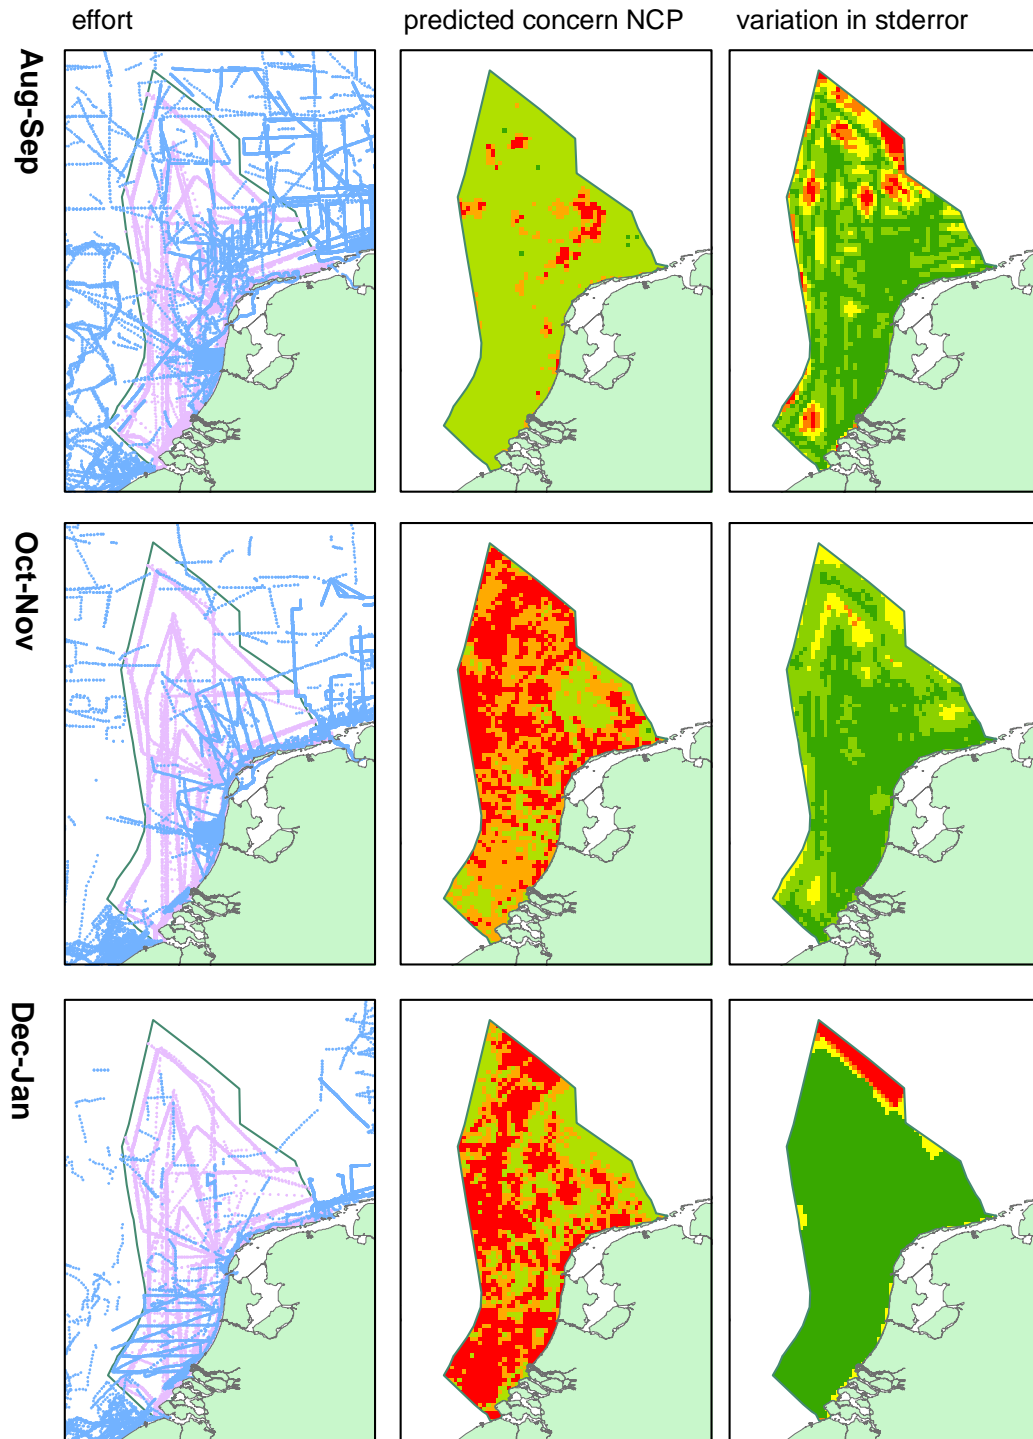 effort
predicted concern NCP
variation in stderror
Aug-Sep
Oct-Nov
Dec-Jan